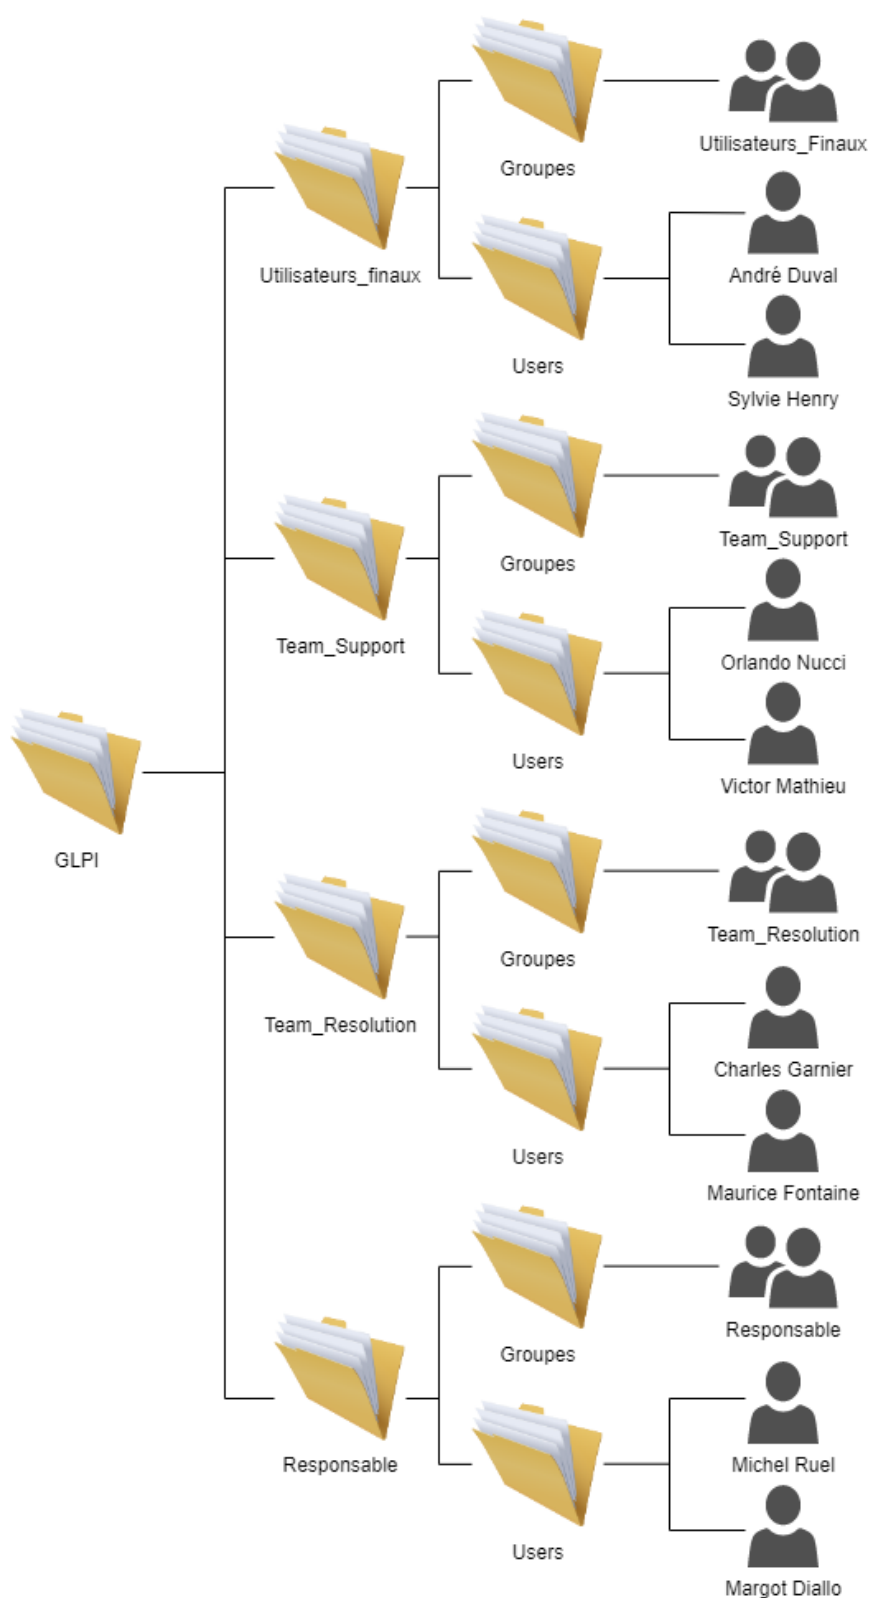 Utilisateurs_Finaux
Groupes
Utilisateurs_finaux
André Duval
Users
Sylvie Henry
Team_Support
Groupes
Team_Support
Orlando Nucci
Users
Victor Mathieu
GLPI
Team_Resolution
Groupes
Team_Resolution
Charles Garnier
Users
Maurice Fontaine
Responsable
Groupes
Responsable
Michel Ruel
Users
Margot Diallo